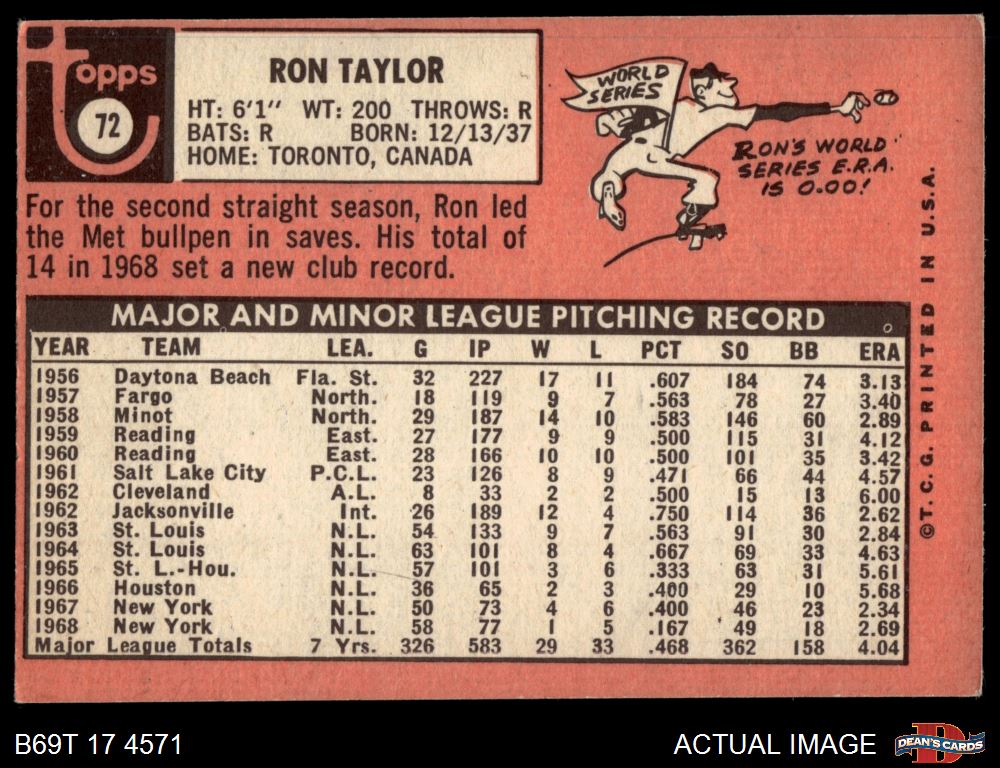 Topps
72
RON TAYLOR
HT: 6'1" WT: 200 THROWS: R
BATS: R BORN: 12/13/37
HOME: TORONTO, CANADA
For the second straight season, Ron led
the Met bullpen in saves. His total of
14 in 1968 set a new club record.
WORLD
SERIES
RON'S WORLD
SERIES E.R.A.
IS 0.00!
MAJOR AND MINOR LEAGUE PITCHING RECORD
YEAR TEAM LEA. G IP W L PCT SO BB ERA
1956 Daytona Beach Fla. St. 32 227 17 11 .607 184 74 3.13
1957 Fargo North. 18 119 9 7 .563 78 27 3.40
1958 Minot North. 29 187 14 10 .583 146 60 2.89
1959 Reading East. 27 177 9 9 .500 115 31 4.12
1960 Reading East. 28 166 10 10 .500 101 35 3.42
1961 Salt Lake City P.C.L. 23 126 8 9 .471 66 44 4.57
1962 Cleveland A.L. 8 33 2 2 .500 15 13 6.00
1962 Jacksonville Int. 26 189 12 4 .750 114 36 2.62
1963 St. Louis N.L. 54 133 9 7 .563 91 30 2.84
1964 St. Louis N.L. 63 101 8 4 .667 69 33 4.63
1965 St. L.-Hou. N.L. 57 101 3 6 .333 63 31 5.61
1966 Houston N.L. 36 65 2 3 .400 29 10 5.68
1967 New York N.L. 50 73 4 6 .400 46 23 2.34
1968 New York N.L. 58 77 1 5 .167 49 18 2.69
Major League Totals 7 Yrs. 326 583 29 33 .468 362 158 4.04
©T.C.G. PRINTED IN U.S.A.
B69T 17 4571
ACTUAL IMAGE
D
DEAN'S CARDS